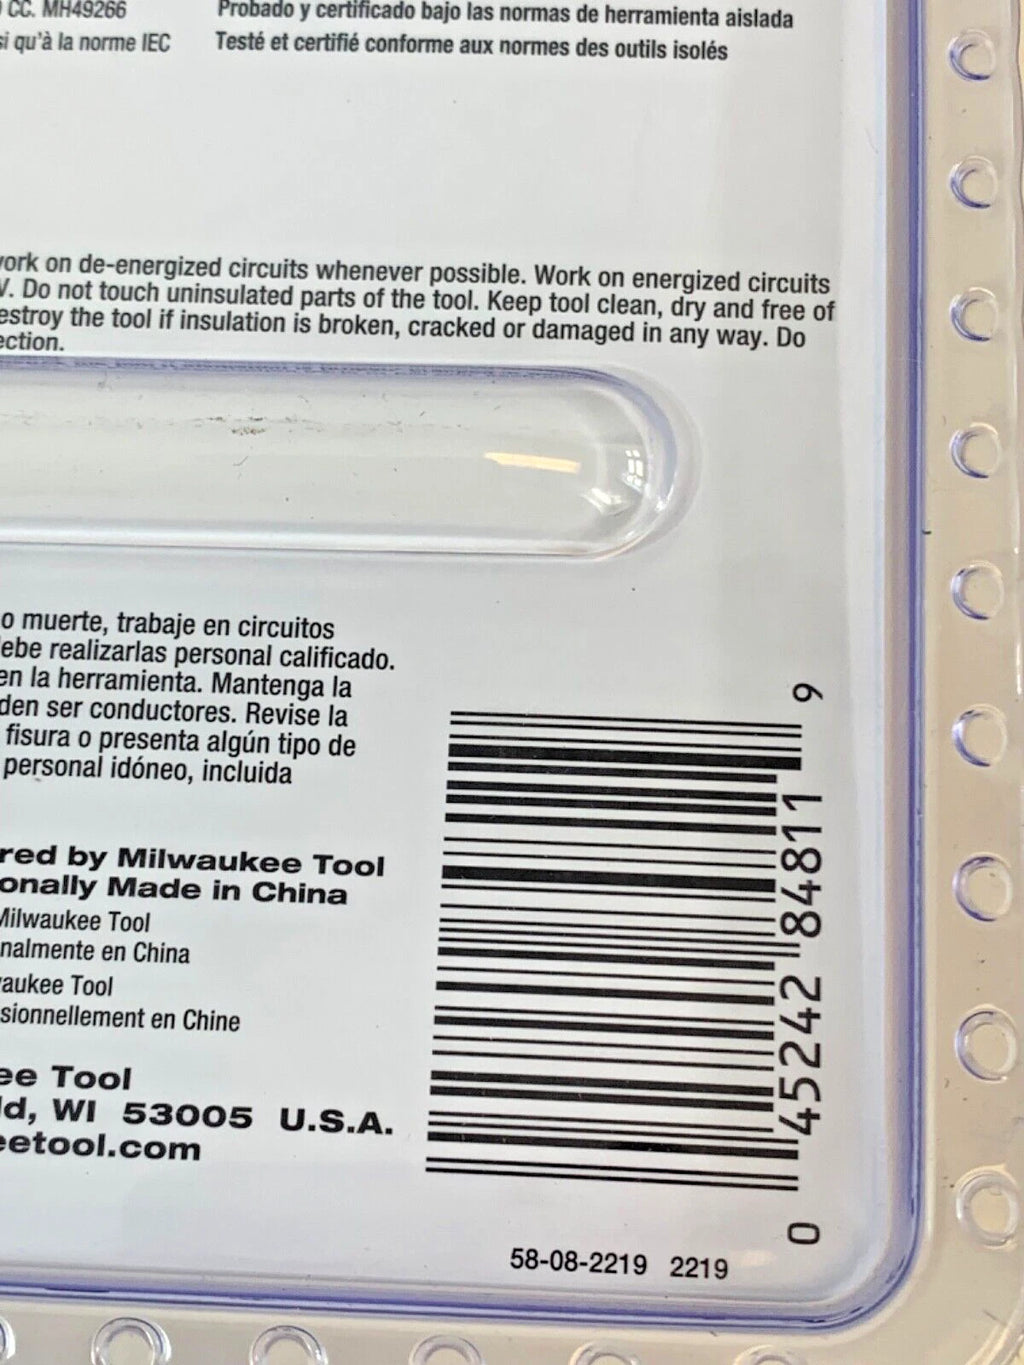 CC. MH49266
Probado y certificado bajo las normas de herramienta aislada
si qu'à la norme IEC
Testé et certifié conforme aux normes des outils isolés
work on de-energized circuits whenever possible. Work on energized circuits
V. Do not touch uninsulated parts of the tool. Keep tool clean, dry and free of
estroy the tool if insulation is broken, cracked or damaged in any way. Do
ection.
o muerte, trabaje en circuitos
ebe realizarlas personal calificado.
en la herramienta. Mantenga la
den ser conductores. Revise la
fisura o presenta algún tipo de
personal idóneo, incluida
red by Milwaukee Tool
onally Made in China
Milwaukee Tool
nalmente en China
aukee Tool
sionnellement en Chine
ee Tool
ld, WI 53005 U.S.A.
eetool.com
0 45242 84811 9
58-08-2219 2219